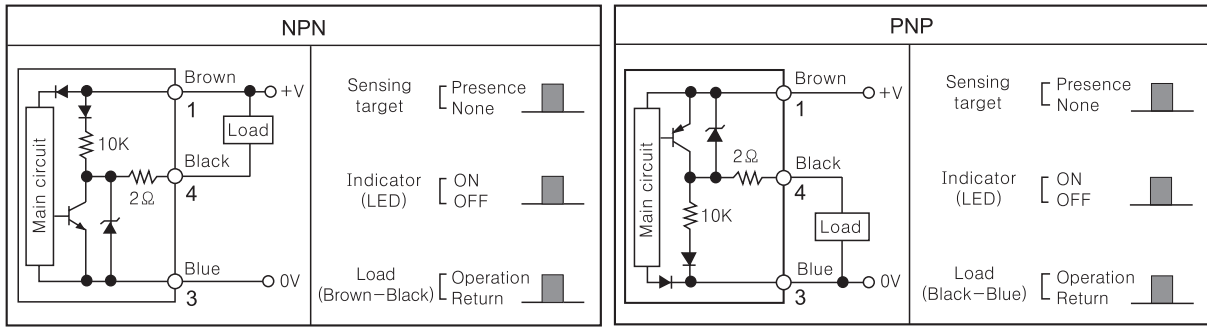 NPN
Main circuit
Brown
1
+V
Load
10K
Black
4
2Ω
Blue
3
0V
Sensing target
Presence
None
Indicator (LED)
ON
OFF
Load (Brown-Black)
Operation
Return
PNP
Main circuit
Brown
1
+V
2Ω
Black
4
10K
Load
Blue
3
0V
Sensing target
Presence
None
Indicator (LED)
ON
OFF
Load (Black-Blue)
Operation
Return